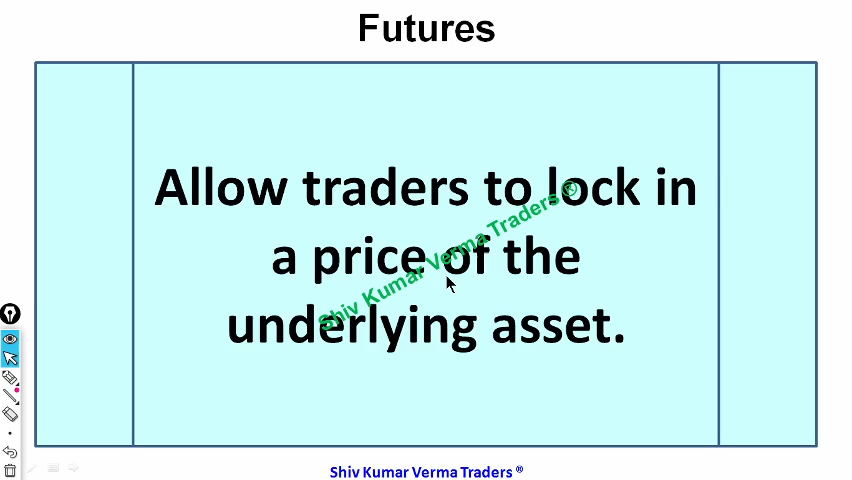 Futures
Allow traders to lock in
a price of the
underlying asset.
Shiv Kumar Verma Traders ®
Shiv Kumar Verma Traders ®